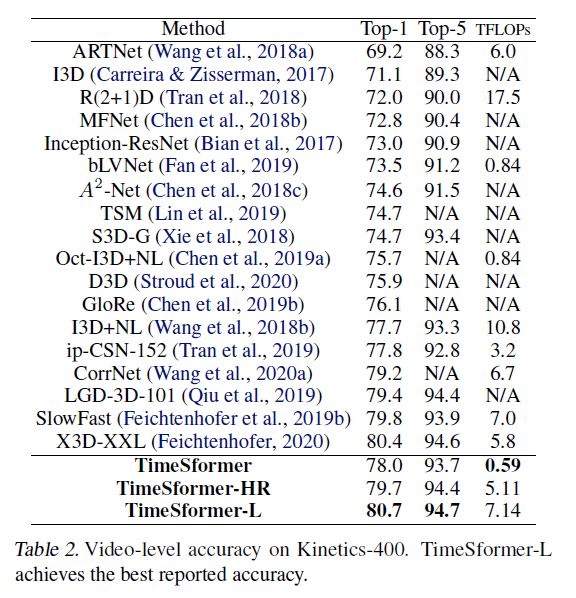 Method Top-1 Top-5 TFLOPs
ARTNet (Wang et al., 2018a) 69.2 88.3 6.0
I3D (Carreira & Zisserman, 2017) 71.1 89.3 N/A
R(2+1)D (Tran et al., 2018) 72.0 90.0 17.5
MFNet (Chen et al., 2018b) 72.8 90.4 N/A
Inception-ResNet (Bian et al., 2017) 73.0 90.9 N/A
bLVNet (Fan et al., 2019) 73.5 91.2 0.84
A²-Net (Chen et al., 2018c) 74.6 91.5 N/A
TSM (Lin et al., 2019) 74.7 N/A N/A
S3D-G (Xie et al., 2018) 74.7 93.4 N/A
Oct-I3D+NL (Chen et al., 2019a) 75.7 N/A 0.84
D3D (Stroud et al., 2020) 75.9 N/A N/A
GloRe (Chen et al., 2019b) 76.1 N/A N/A
I3D+NL (Wang et al., 2018b) 77.7 93.3 10.8
ip-CSN-152 (Tran et al., 2019) 77.8 92.8 3.2
CorrNet (Wang et al., 2020a) 79.2 N/A 6.7
LGD-3D-101 (Qiu et al., 2019) 79.4 94.4 N/A
SlowFast (Feichtenhofer et al., 2019b) 79.8 93.9 7.0
X3D-XXL (Feichtenhofer, 2020) 80.4 94.6 5.8
TimeSformer 78.0 93.7 0.59
TimeSformer-HR 79.7 94.4 5.11
TimeSformer-L 80.7 94.7 7.14
Table 2. Video-level accuracy on Kinetics-400. TimeSformer-L
achieves the best reported accuracy.